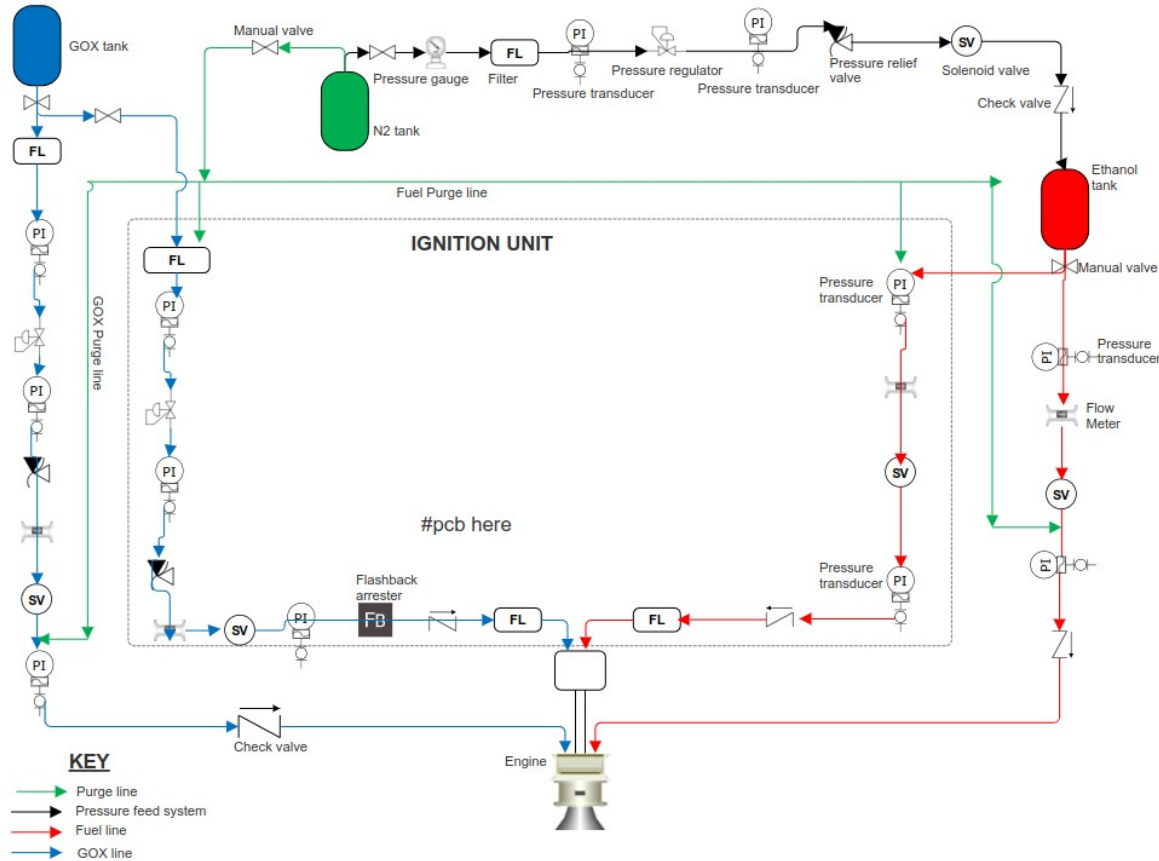 GOX tank
Manual valve
N2 tank
Pressure gauge
FL
Filter
PI
Pressure transducer
Pressure regulator
PI
Pressure transducer
Pressure relief
valve
SV
Solenoid valve
Check valve
Ethanol
tank
Manual valve
FL
Fuel Purge line
GOX Purge line
IGNITION UNIT
PI
FL
PI
PI
PI
PI
Pressure
transducer
PI
Pressure
transducer
PI
Flow
Meter
SV
SV
#pcb here
PI
SV
PI
SV
PI
Flashback
arrester
FB
FL
FL
Pressure
transducer
PI
Check valve
Engine
KEY
Purge line
Pressure feed system
Fuel line
GOX line